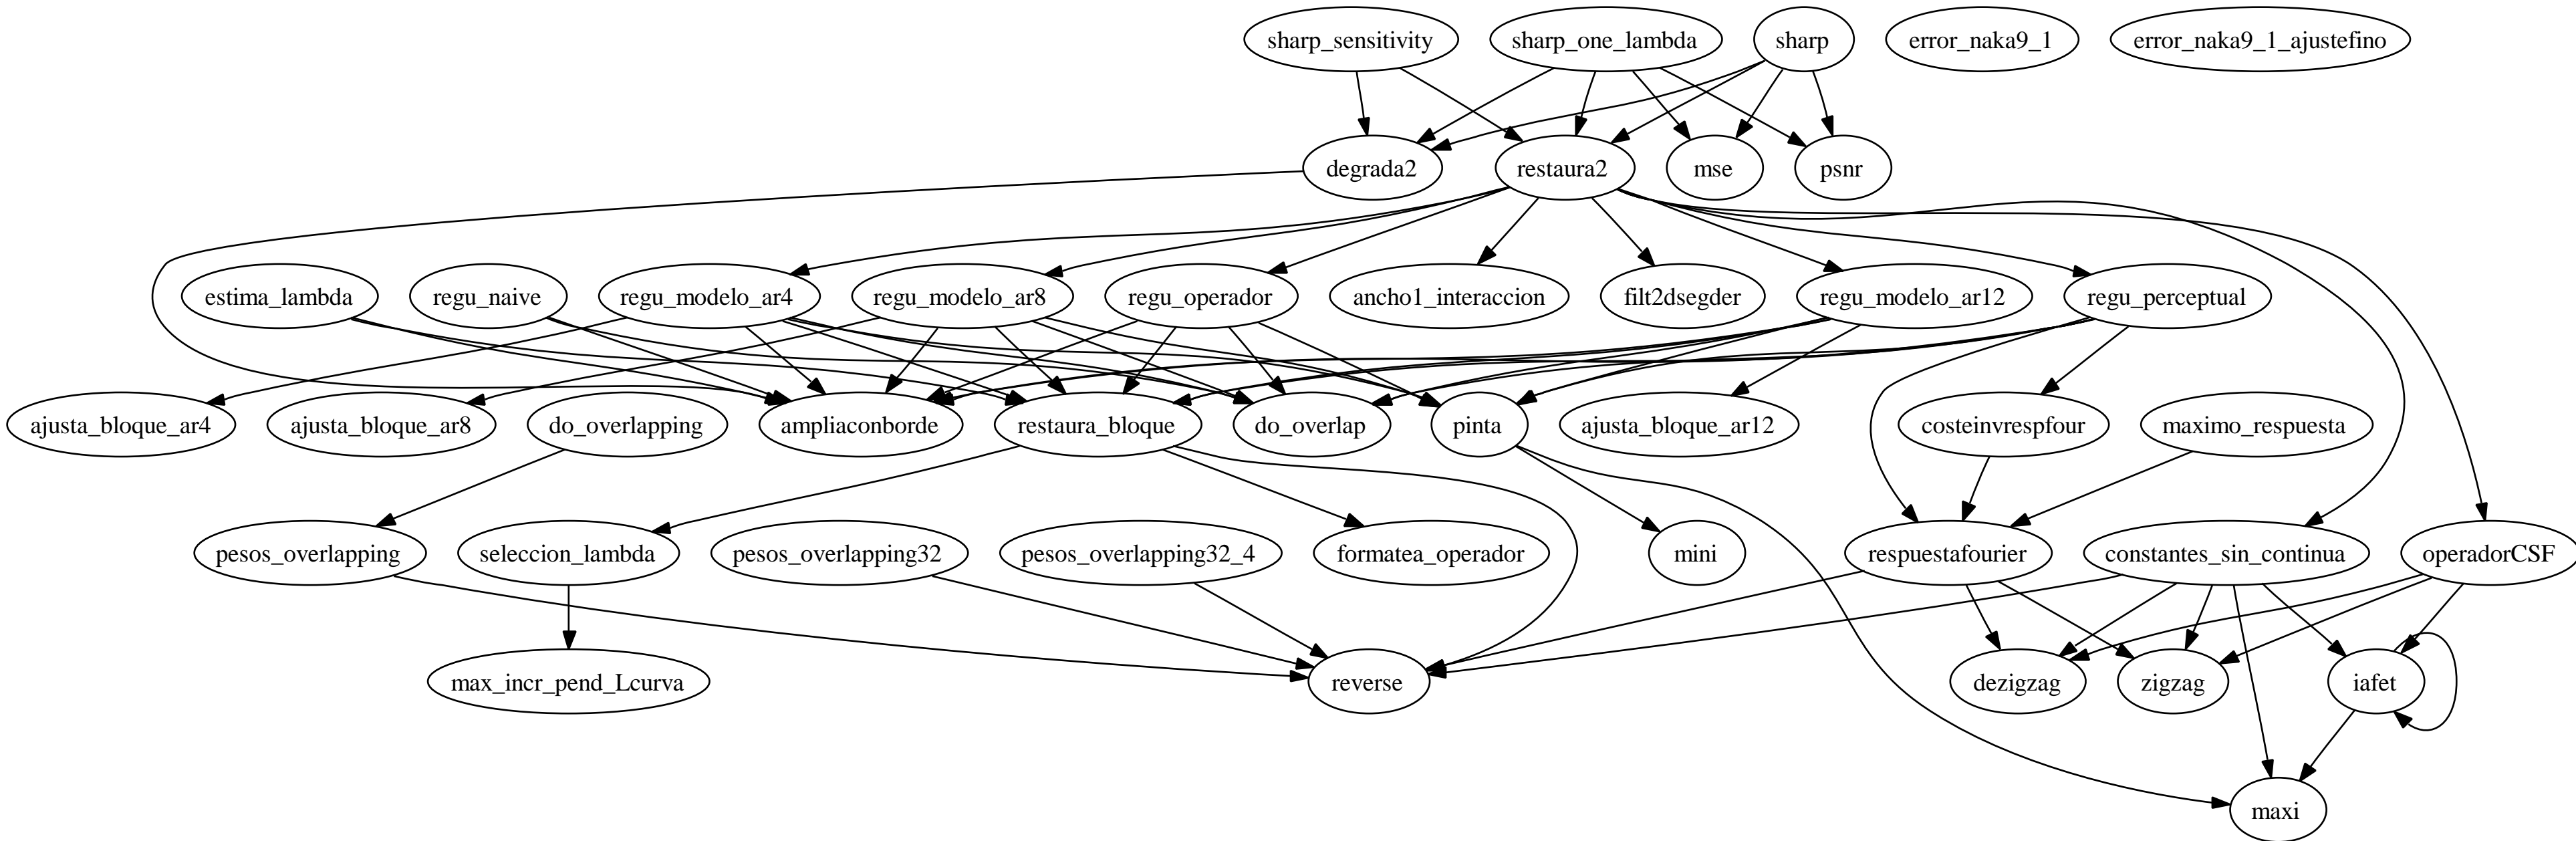 sharp_sensitivity
sharp_one_lambda
sharp
error_naka9_1
error_naka9_1_ajustefino
degrada2
restaura2
mse
psnr
estima_lambda
regu_naive
regu_modelo_ar4
regu_modelo_ar8
regu_operador
ancho1_interaccion
filt2dsegder
regu_modelo_ar12
regu_perceptual
ajusta_bloque_ar4
ajusta_bloque_ar8
do_overlapping
ampliaconborde
restaura_bloque
do_overlap
pinta
ajusta_bloque_ar12
costeinvrespfour
maximo_respuesta
pesos_overlapping
seleccion_lambda
pesos_overlapping32
pesos_overlapping32_4
formatea_operador
mini
respuestafourier
constantes_sin_continua
operadorCSF
max_incr_pend_Lcurva
reverse
dezigzag
zigzag
iafet
maxi